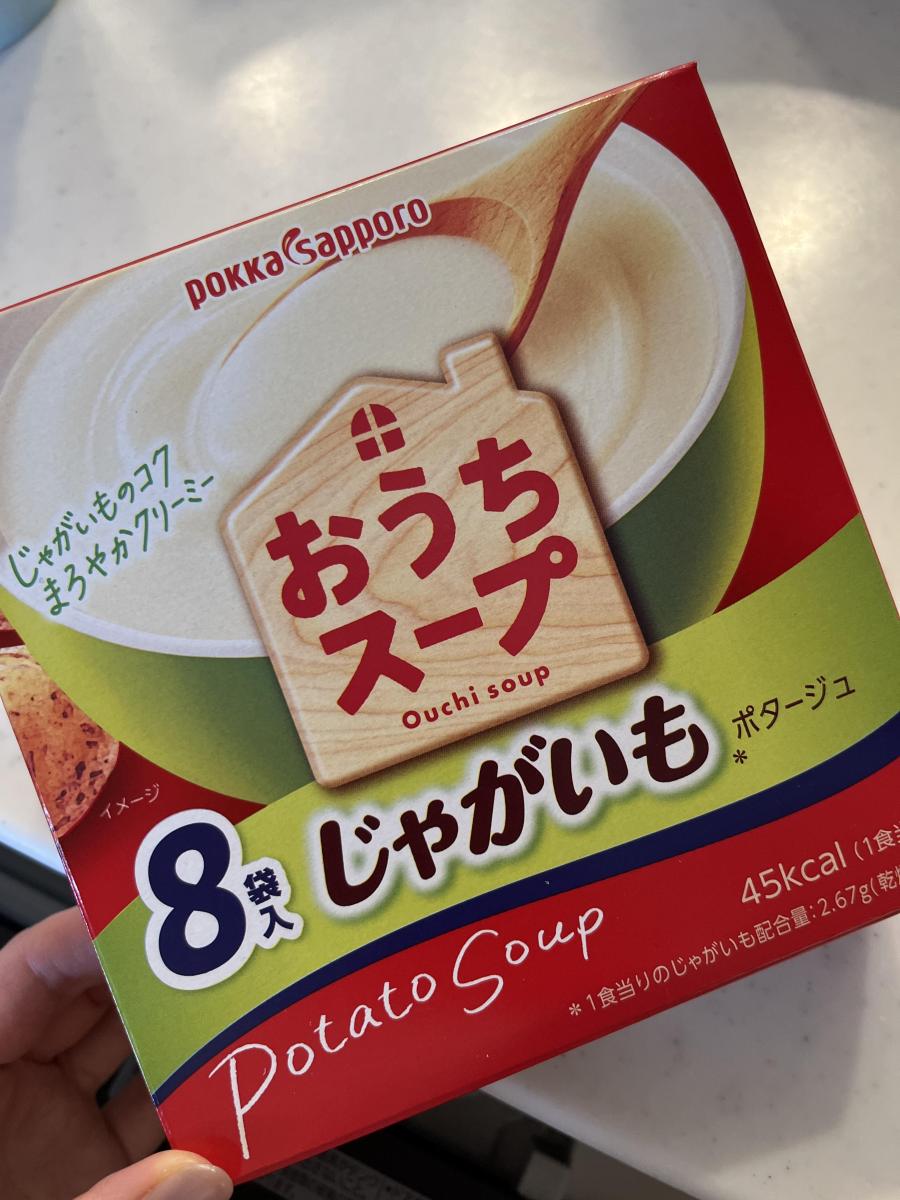 POKKA Sapporo
じゃがいものコク
まろやかクリーミー
おうち
スープ
Ouchi soup
じゃがいも
ポタージュ
*
イメージ
8袋入
45kcal(1食
*1食当りのじゃがいも配合量:2.67g(乾
Potato Soup